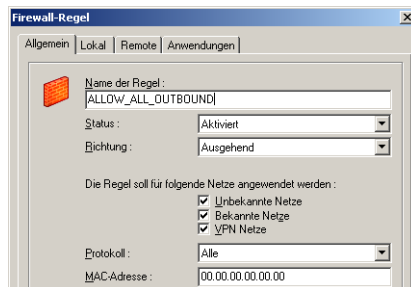 Firewall-Regel
Allgemein Lokal Remote Anwendungen
Name der Regel :
ALLOW_ALL_OUTBOUND
Status : Aktiviert
Richtung : Ausgehend
Die Regel soll für folgende Netze angewendet werden :
Unbekannte Netze
Bekannte Netze
VPN Netze
Protokoll : Alle
MAC-Adresse : 00.00.00.00.00.00